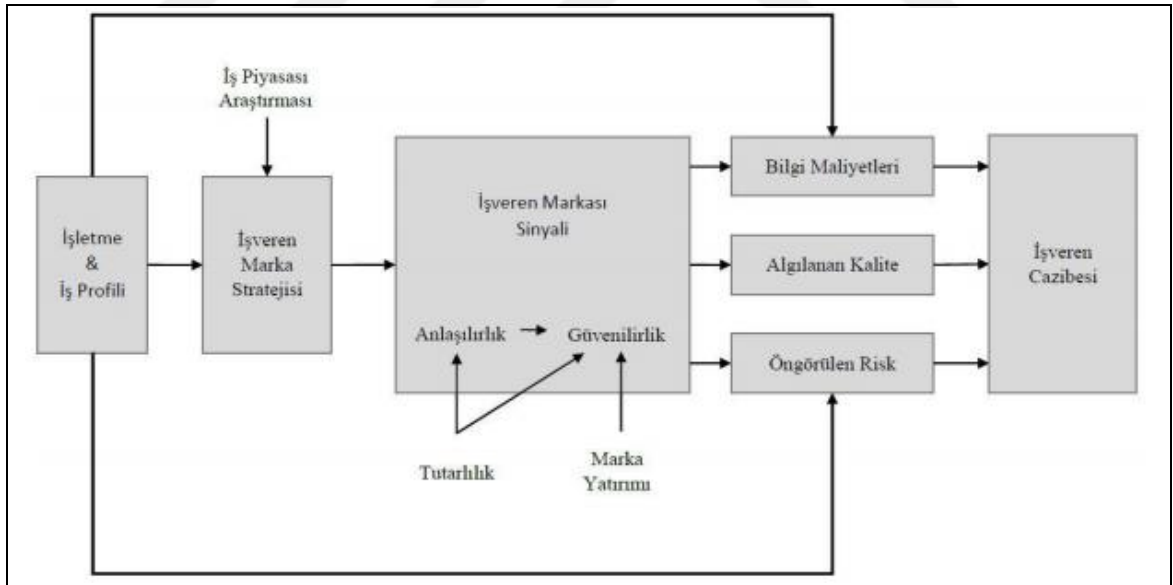 İş Piyasası
Araştırması
İşletme
&
İş Profili
İşveren
Marka
Stratejisi
İşveren Markası
Sinyali
Anlaşılırlık
Güvenilirlik
Tutarlılık
Marka
Yatırımı
Bilgi Maliyetleri
Algılanan Kalite
Öngörülen Risk
İşveren
Cazibesi